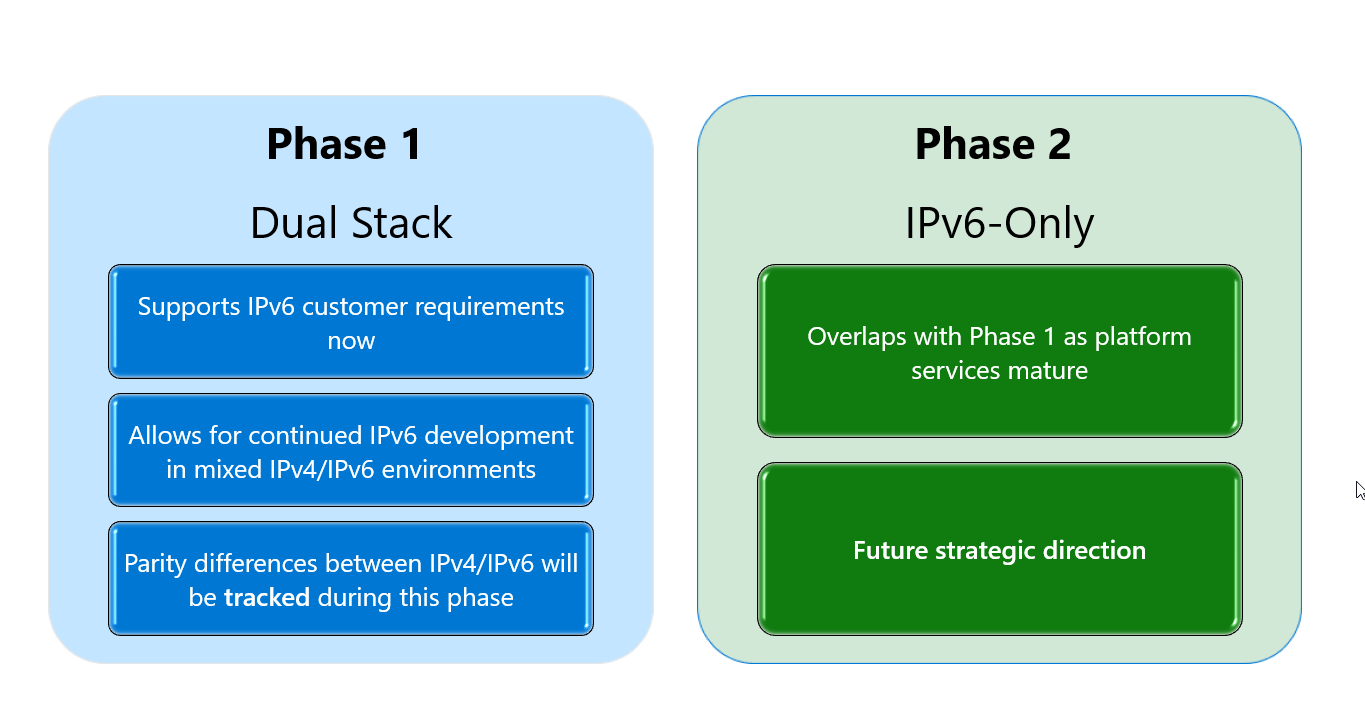 Phase 1
Dual Stack
Supports IPv6 customer requirements
now
Allows for continued IPv6 development
in mixed IPv4/IPv6 environments
Parity differences between IPv4/IPv6 will
be tracked during this phase
Phase 2
IPv6-Only
Overlaps with Phase 1 as platform
services mature
Future strategic direction